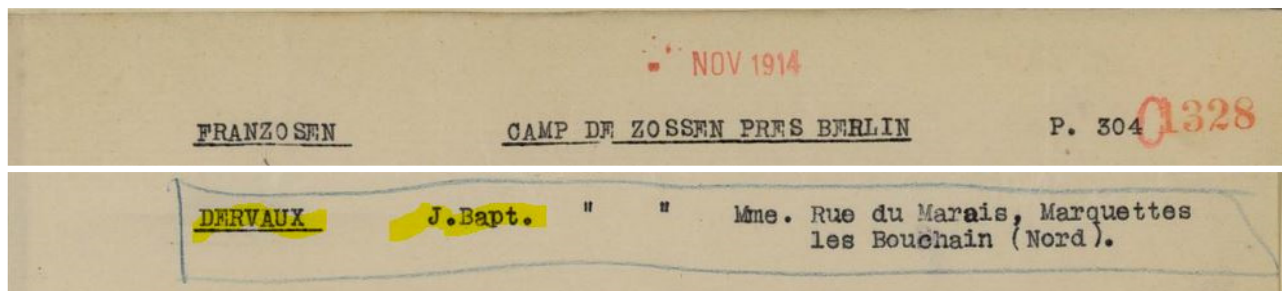 NOV 1914
FRANZOSEN CAMP DE ZOSSEN PRES BERLIN P. 304 C1328
DERVAUX J.Bapt. " " Mme. Rue du Marais, Marquettes
les Bouchain (Nord).